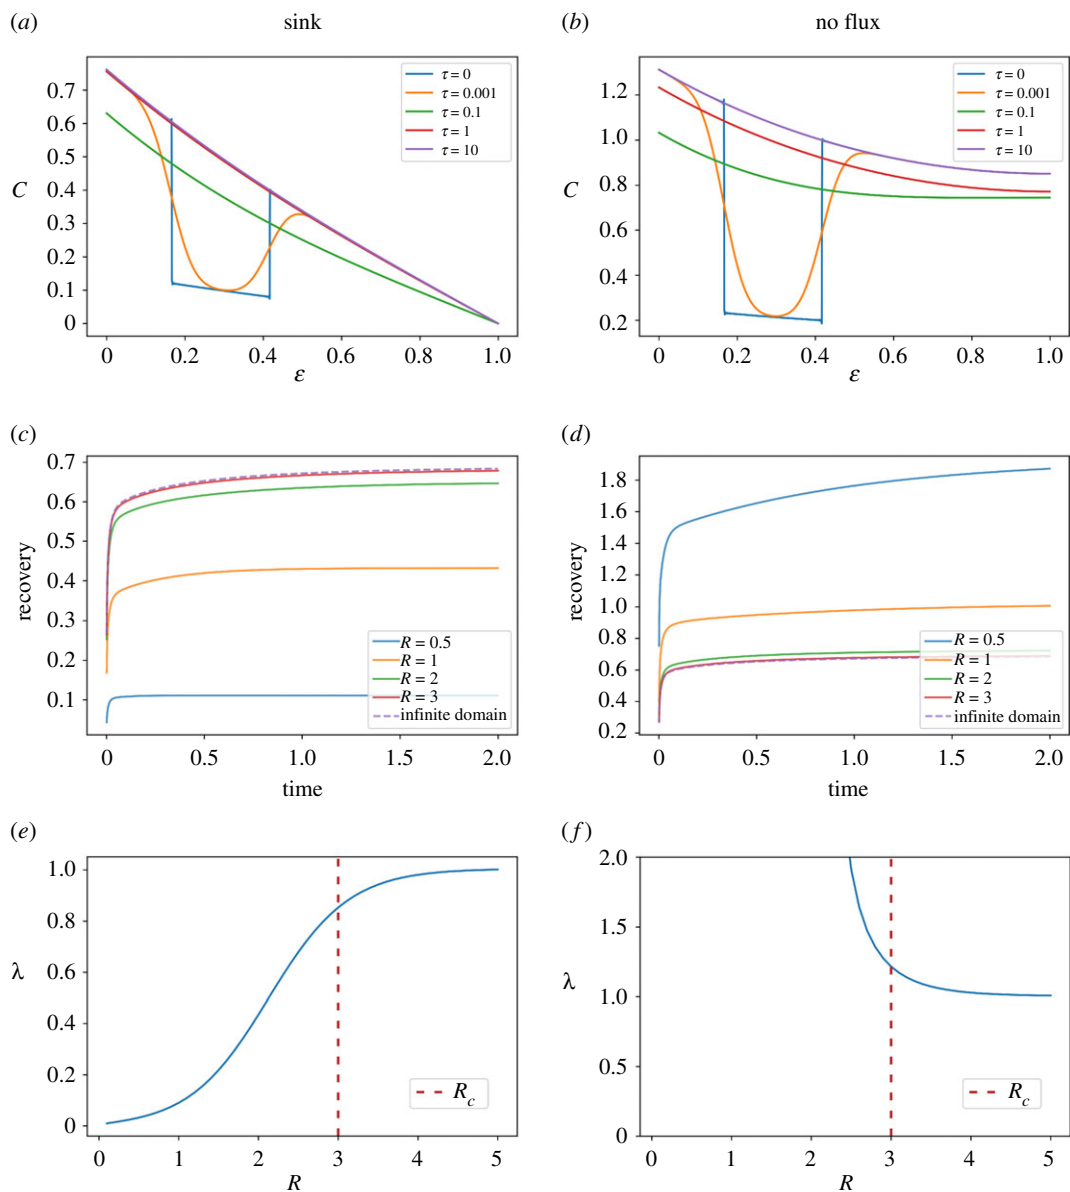 (a) sink
0.7
0.6
0.5
0.4
0.3
0.2
0.1
0
C
τ = 0
τ = 0.001
τ = 0.1
τ = 1
τ = 10
0 0.2 0.4 0.6 0.8 1.0
ε
(b) no flux
1.2
1.0
0.8
0.6
0.4
0.2
C
τ = 0
τ = 0.001
τ = 0.1
τ = 1
τ = 10
0 0.2 0.4 0.6 0.8 1.0
ε
(c)
0.7
0.6
0.5
0.4
0.3
0.2
0.1
recovery
R = 0.5
R = 1
R = 2
R = 3
infinite domain
0 0.5 1.0 1.5 2.0
time
(d)
1.8
1.6
1.4
1.2
1.0
0.8
0.6
0.4
0.2
recovery
R = 0.5
R = 1
R = 2
R = 3
infinite domain
0 0.5 1.0 1.5 2.0
time
(e)
1.0
0.8
0.6
0.4
0.2
0
λ
R_c
0 1 2 3 4 5
R
(f)
2.0
1.5
1.0
0.5
0
λ
R_c
0 1 2 3 4 5
R